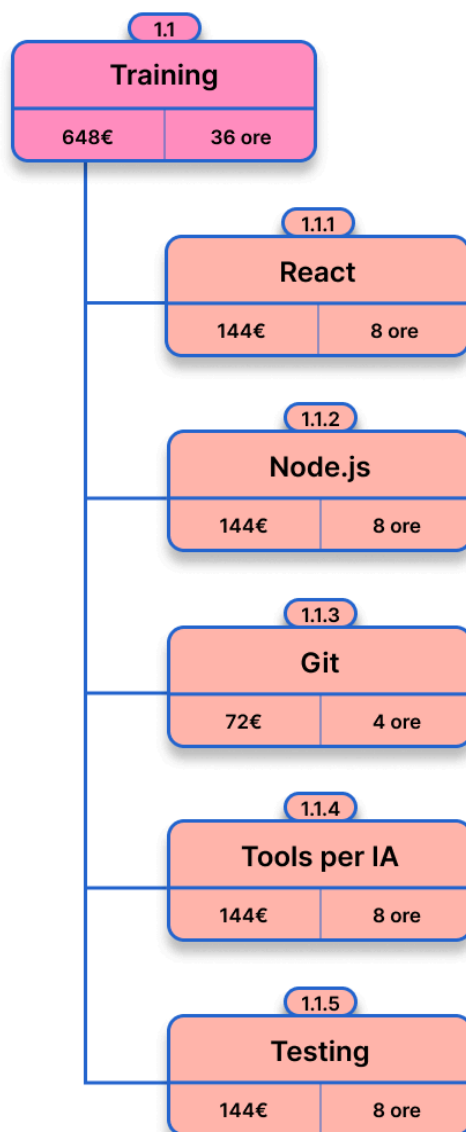 1.1
Training
648€ 36 ore
1.1.1
React
144€ 8 ore
1.1.2
Node.js
144€ 8 ore
1.1.3
Git
72€ 4 ore
1.1.4
Tools per IA
144€ 8 ore
1.1.5
Testing
144€ 8 ore